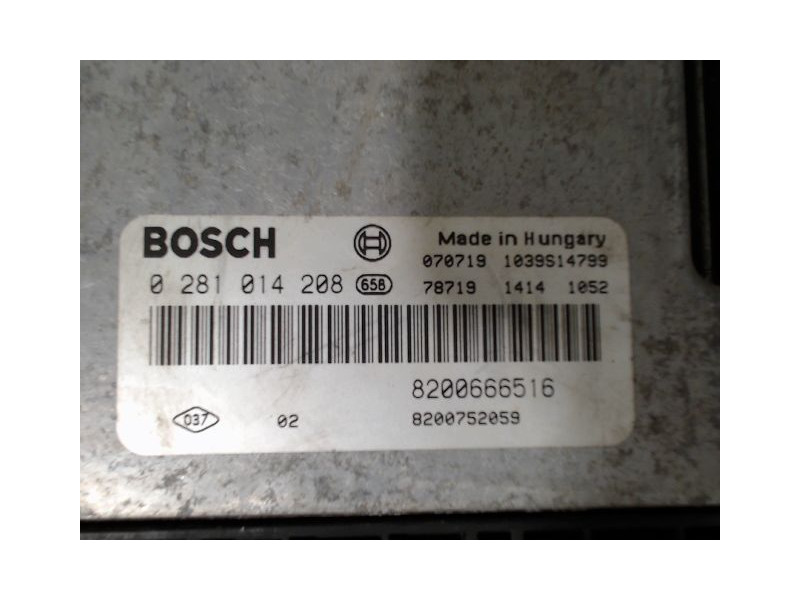 BOSCH
Made in Hungary
070719 1039S14799
0 281 014 208 658
78719 1414 1052
8200666516
037 02 8200752059